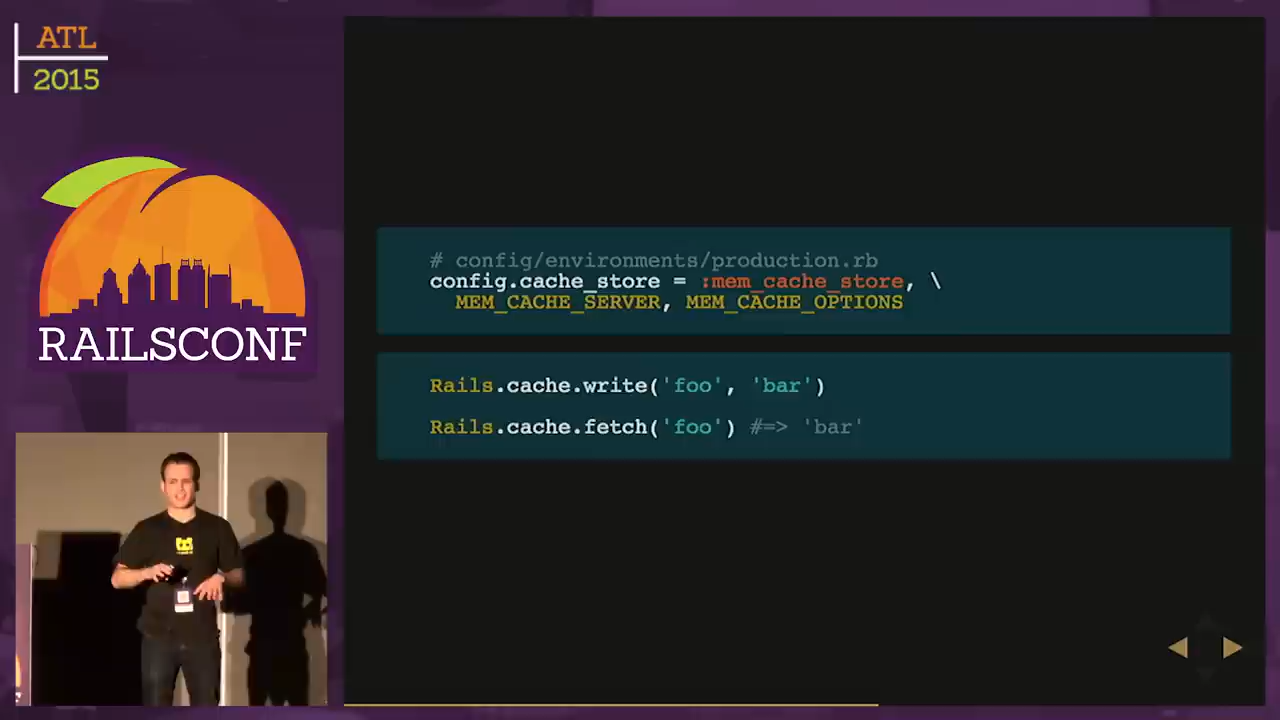 ATL
2015
RAILSCONF
# config/environments/production.rb
config.cache_store = :mem_cache_store, \
MEM_CACHE_SERVER, MEM_CACHE_OPTIONS
Rails.cache.write('foo', 'bar')
Rails.cache.fetch('foo') #=> 'bar'